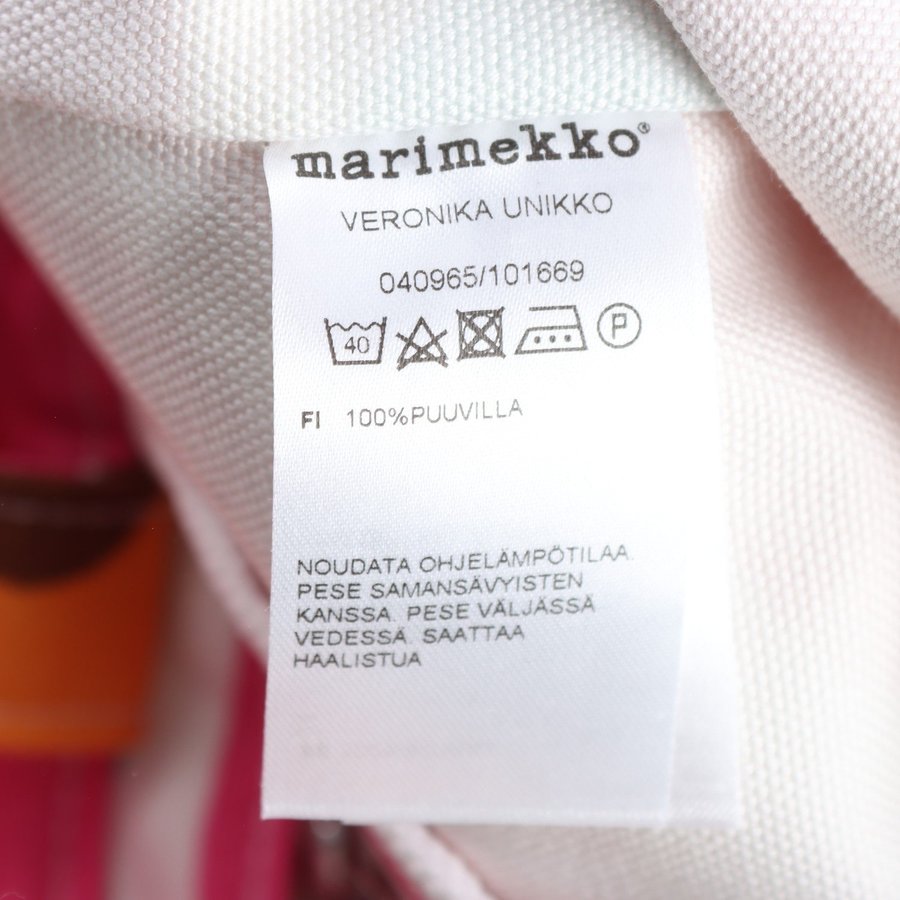 marimekko®
VERONIKA UNIKKO
040965/101669
40 P
FI 100%PUUVILLA
NOUDATA OHJELÄMPÖTILAA.
PESE SAMANSÄVYISTEN
KANSSA. PESE VÄLJÄSSÄ
VEDESSÄ. SAATTAA
HAALISTUA